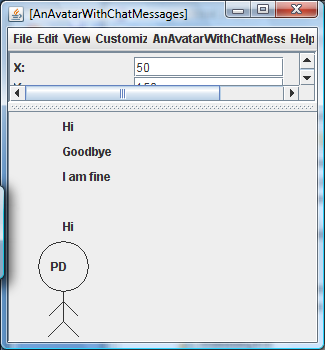 [AnAvatarWithChatMessages]
File Edit View Customiz AnAvatarWithChatMess Help
X: 50
Hi
Goodbye
I am fine
Hi
PD